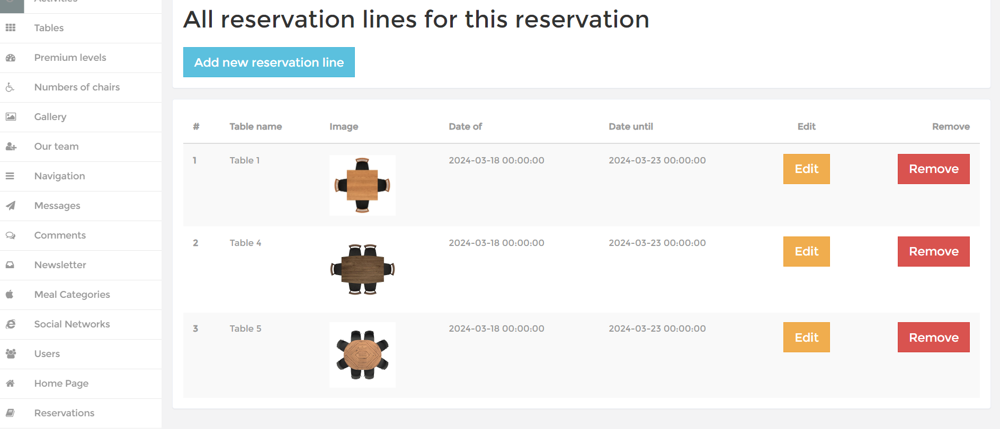 Activities
Tables
Premium levels
Numbers of chairs
Gallery
Our team
Navigation
Messages
Comments
Newsletter
Meal Categories
Social Networks
Users
Home Page
Reservations
All reservation lines for this reservation
Add new reservation line
# Table name Image Date of Date until Edit Remove
1 Table 1 2024-03-18 00:00:00 2024-03-23 00:00:00 Edit Remove
2 Table 4 2024-03-18 00:00:00 2024-03-23 00:00:00 Edit Remove
3 Table 5 2024-03-18 00:00:00 2024-03-23 00:00:00 Edit Remove